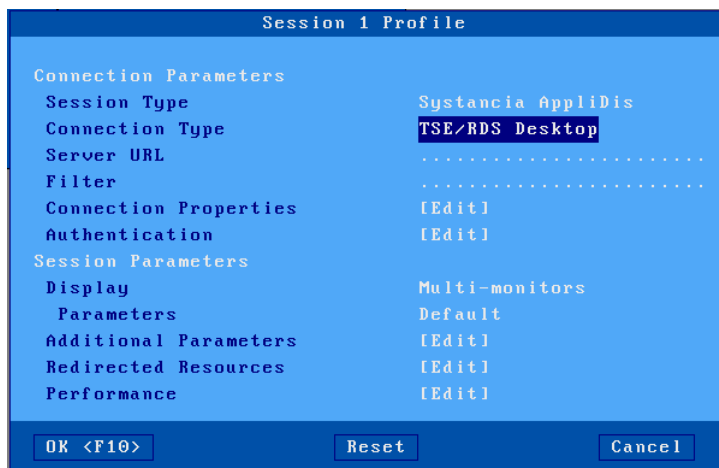 Session 1 Profile
Connection Parameters
Session Type Systancia AppliDis
Connection Type TSE/RDS Desktop
Server URL ........................
Filter ........................
Connection Properties [Edit]
Authentication [Edit]
Session Parameters
Display Multi-monitors
Parameters Default
Additional Parameters [Edit]
Redirected Resources [Edit]
Performance [Edit]
OK <F10> Reset Cancel